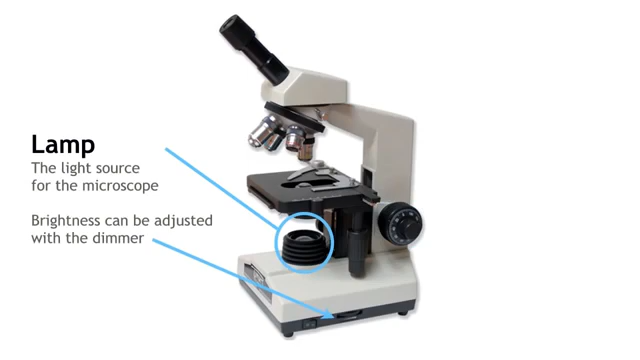 Lamp
The light source
for the microscope
Brightness can be adjusted
with the dimmer